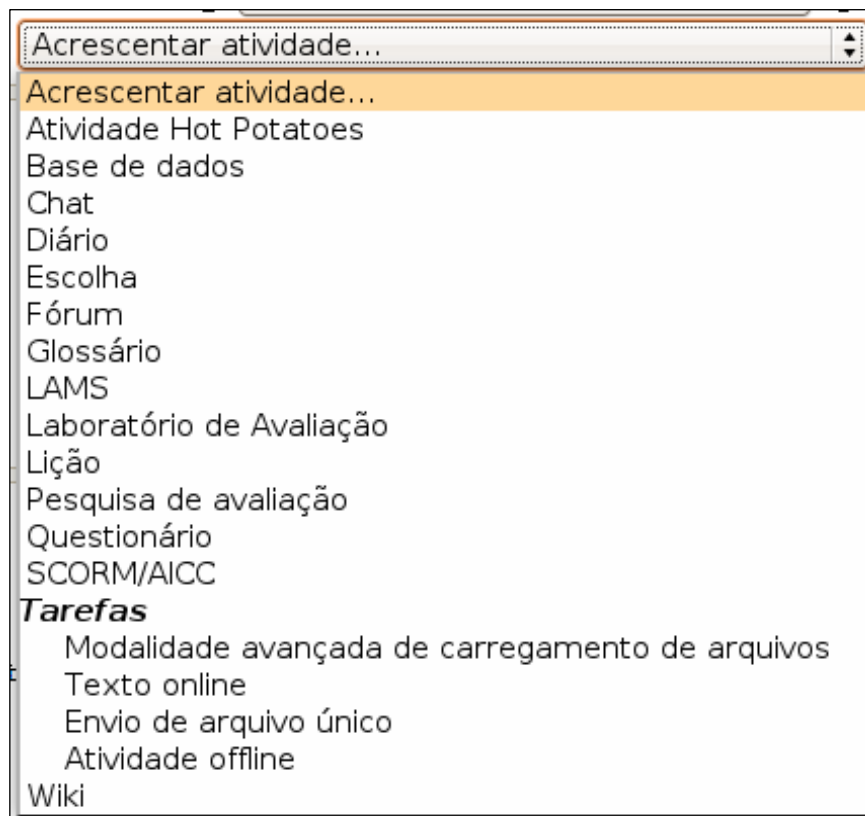 Acrescentar atividade...
Acrescentar atividade...
Atividade Hot Potatoes
Base de dados
Chat
Diário
Escolha
Fórum
Glossário
LAMS
Laboratório de Avaliação
Lição
Pesquisa de avaliação
Questionário
SCORM/AICC
Tarefas
Modalidade avançada de carregamento de arquivos
Texto online
Envio de arquivo único
Atividade offline
Wiki